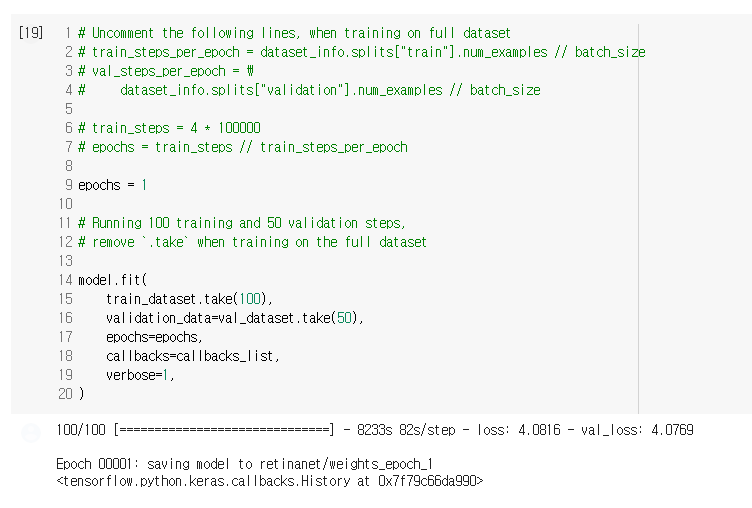 [19] 1 # Uncomment the following lines, when training on full dataset
2 # train_steps_per_epoch = dataset_info.splits["train"].num_examples // batch_size
3 # val_steps_per_epoch = ₩
4 #     dataset_info.splits["validation"].num_examples // batch_size
5
6 # train_steps = 4 * 100000
7 # epochs = train_steps // train_steps_per_epoch
8
9 epochs = 1
10
11 # Running 100 training and 50 validation steps,
12 # remove `.take` when training on the full dataset
13
14 model.fit(
15     train_dataset.take(100),
16     validation_data=val_dataset.take(50),
17     epochs=epochs,
18     callbacks=callbacks_list,
19     verbose=1,
20 )
100/100 [==============================] - 8233s 82s/step - loss: 4.0816 - val_loss: 4.0769
Epoch 00001: saving model to retinanet/weights_epoch_1
<tensorflow.python.keras.callbacks.History at 0x7f79c66da990>